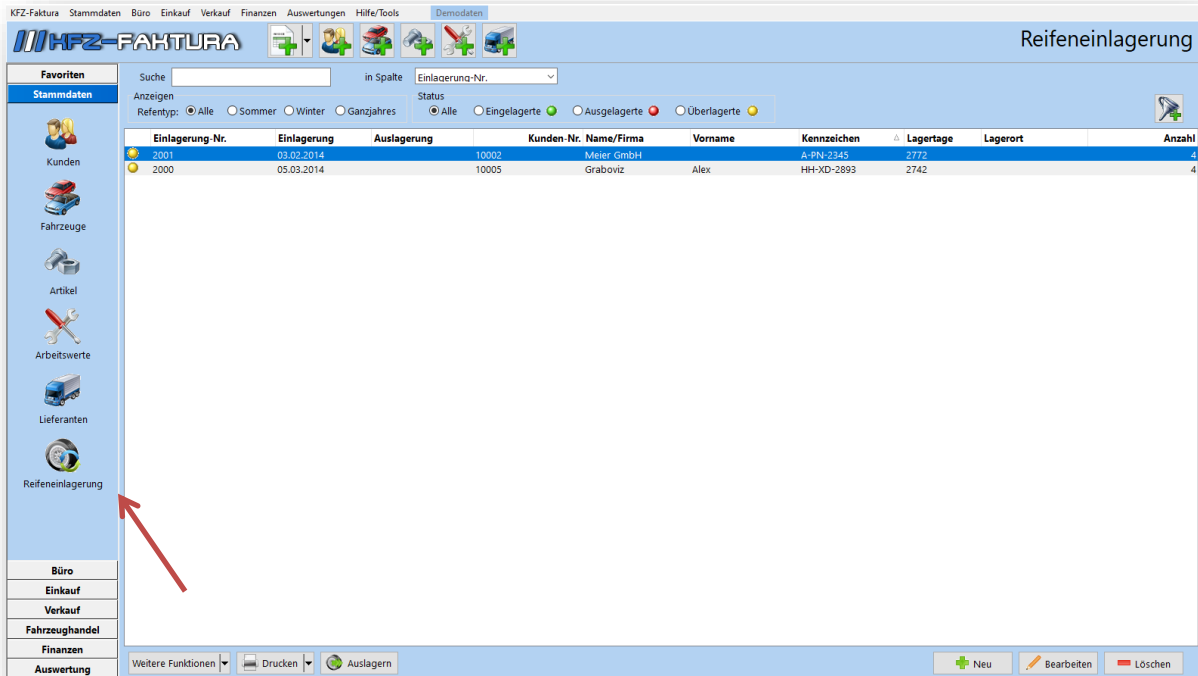 KFZ-Faktura Stammdaten Büro Einkauf Verkauf Finanzen Auswertungen Hilfe/Tools Demodaten
KFZ-FAKTURA
Reifeneinlagerung
Favoriten
Stammdaten
Kunden
Fahrzeuge
Artikel
Arbeitswerte
Lieferanten
Reifeneinlagerung
Büro
Einkauf
Verkauf
Fahrzeughandel
Finanzen
Auswertung
Suche in Spalte Einlagerung-Nr.
Anzeigen Status
Refentyp: Alle Sommer Winter Ganzjahres Alle Eingelagerte Ausgelagerte Überlagerte
Einlagerung-Nr. Einlagerung Auslagerung Kunden-Nr. Name/Firma Vorname Kennzeichen Lagertage Lagerort Anzahl
2001 03.02.2014 10002 Meier GmbH A-PN-2345 2772 4
2000 05.03.2014 10005 Graboviz Alex HH-XD-2893 2742 4
Weitere Funktionen Drucken Auslagern Neu Bearbeiten Löschen